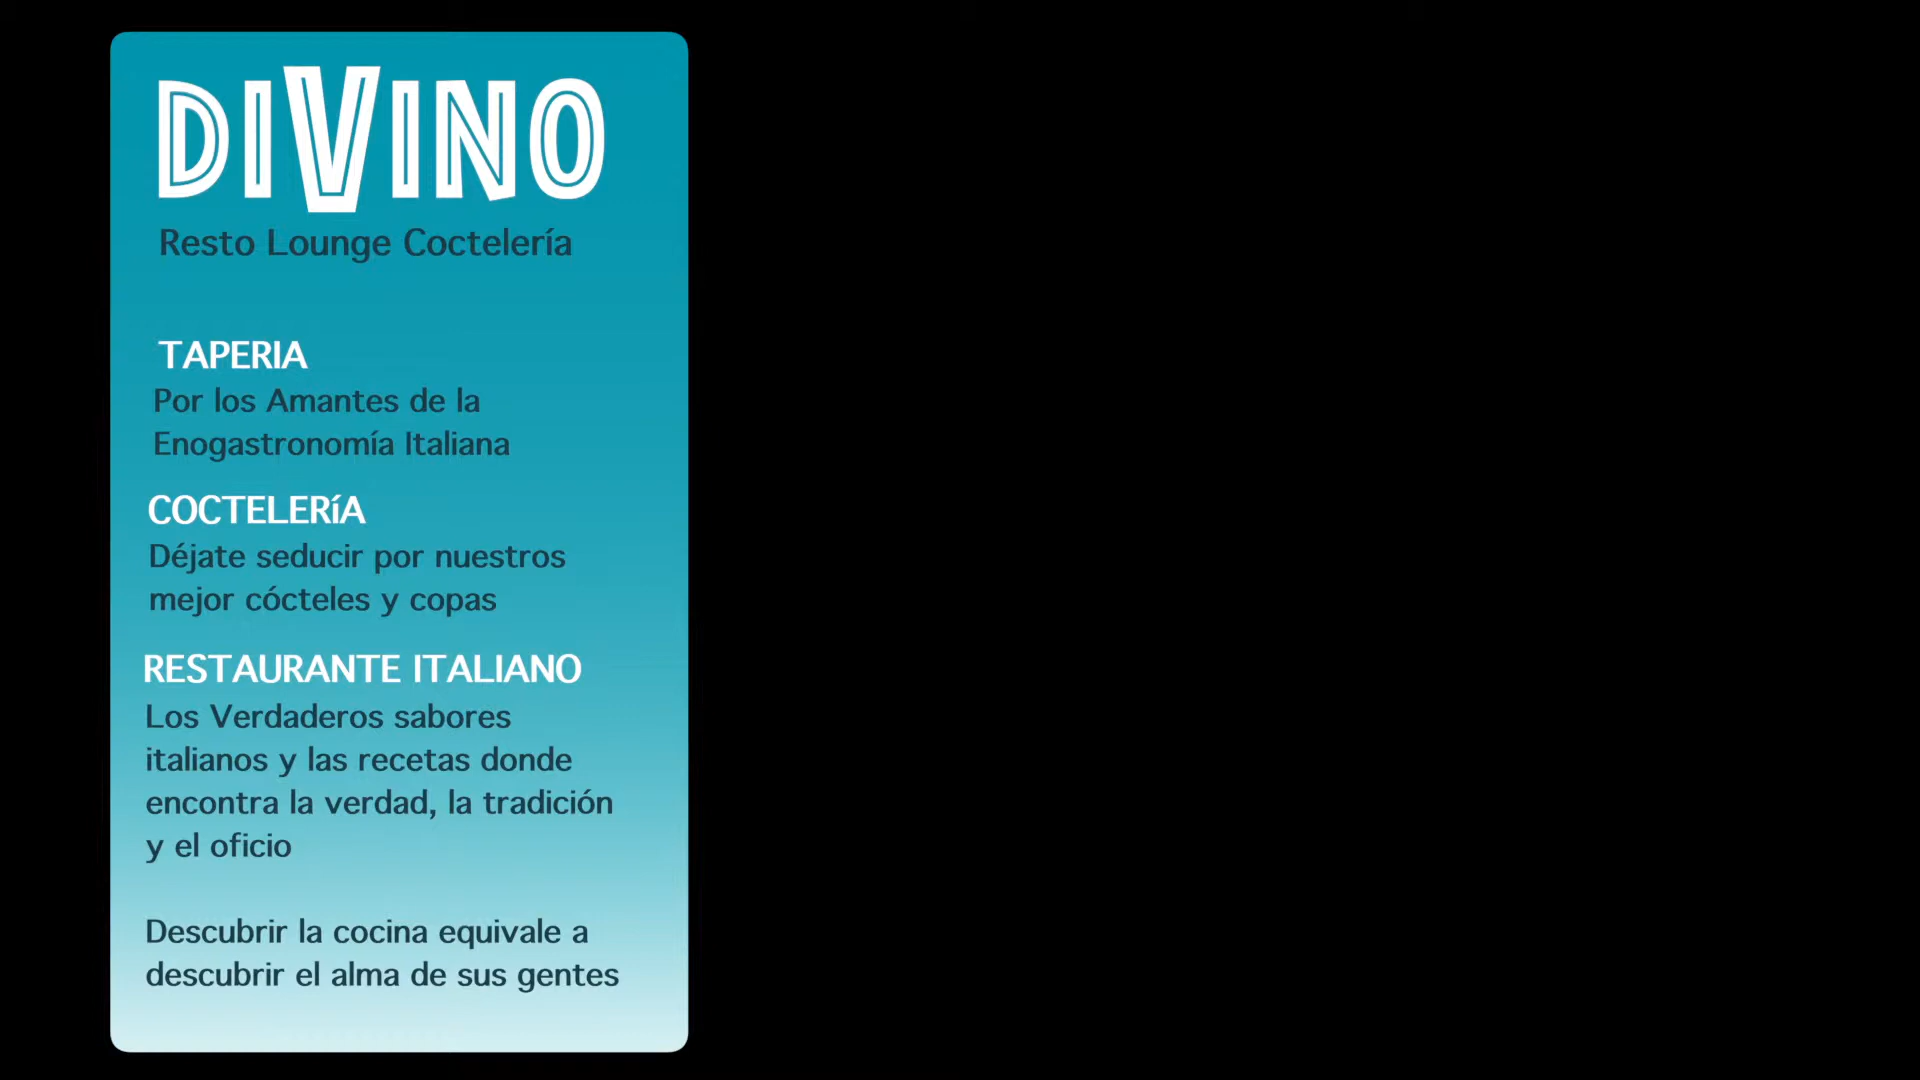 DIVINO
Resto Lounge Coctelería
TAPERIA
Por los Amantes de la
Enogastronomía Italiana
COCTELERíA
Déjate seducir por nuestros
mejor cócteles y copas
RESTAURANTE ITALIANO
Los Verdaderos sabores
italianos y las recetas donde
encontra la verdad, la tradición
y el oficio
Descubrir la cocina equivale a
descubrir el alma de sus gentes